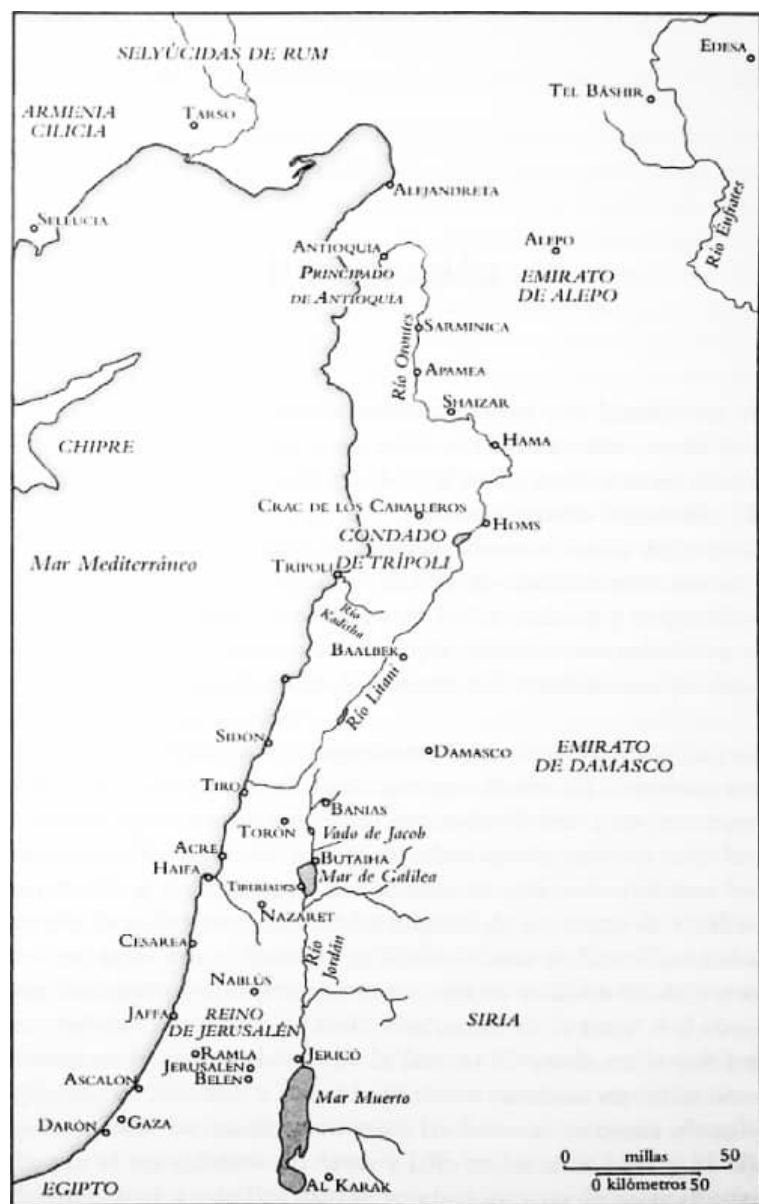 SELYÚCIDAS DE RUM
EDESA
TEL BÁSHIR
ARMENIA
CILICIA
TARSO
ALEJANDRETA
SELEUCIA
Río Éufrates
ANTIOQUIA
ALEPO
PRINCIPADO
DE ANTIOQUÍA
EMIRATO
DE ALEPO
SARMINICA
Río Orontes
APAMEA
SHAIZAR
HAMA
CHIPRE
CRAC DE LOS CABALLEROS
HOMS
CONDADO
DE TRÍPOLI
Mar Mediterráneo
TRÍPOLI
Río
Kadisha
BAALBEK
Río Litani
SIDÓN
DAMASCO
EMIRATO
DE DAMASCO
TIRO
BANIAS
TORÓN
Vado de Jacob
ACRE
BUTAIHA
HAIFA
Mar de Galilea
TIBERIADES
NAZARET
CESAREA
Río
Jordán
NABLÚS
JAFFA
REINO
DE JERUSALÉN
SIRIA
RAMLA
JERICÓ
JERUSALÉN
BELÉN
ASCALÓN
Mar Muerto
GAZA
DARÓN
EGIPTO
AL KARAK
0 millas 50
0 kilómetros 50